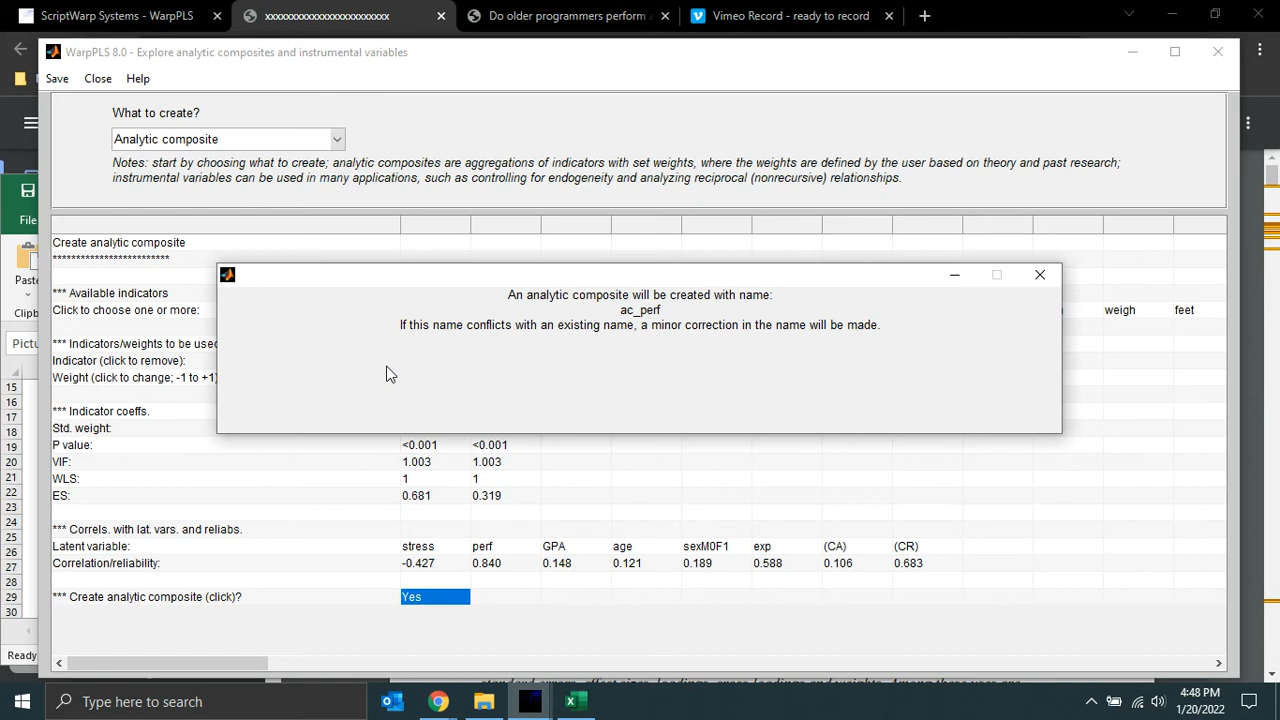 ScriptWarp Systems - WarpPLS
xxxxxxxxxxxxxxxxxxxxxxxx
Do older programmers perform a
Vimeo Record - ready to record
WarpPLS 8.0 - Explore analytic composites and instrumental variables
Save Close Help
What to create?
Analytic composite
Notes: start by choosing what to create; analytic composites are aggregations of indicators with set weights, where the weights are defined by the user based on theory and past research;
instrumental variables can be used in many applications, such as controlling for endogeneity and analyzing reciprocal (nonrecursive) relationships.
File
Create analytic composite
*************************
Paste
*** Available indicators
Clipb
Click to choose one or more: weigh feet
*** Indicators/weights to be used
Pictu
Indicator (click to remove):
Weight (click to change; -1 to +1)
An analytic composite will be created with name:
ac_perf
If this name conflicts with an existing name, a minor correction in the name will be made.
*** Indicator coeffs.
Std. weight:
P value: <0.001 <0.001
VIF: 1.003 1.003
WLS: 1 1
ES: 0.681 0.319
*** Correls. with lat. vars. and reliabs.
Latent variable: stress perf GPA age sexM0F1 exp (CA) (CR)
Correlation/reliability: -0.427 0.840 0.148 0.121 0.189 0.588 0.106 0.683
*** Create analytic composite (click)? Yes
15
16
17
18
19
20
21
22
23
24
25
26
27
28
29
30
Ready
Type here to search
4:48 PM
1/20/2022